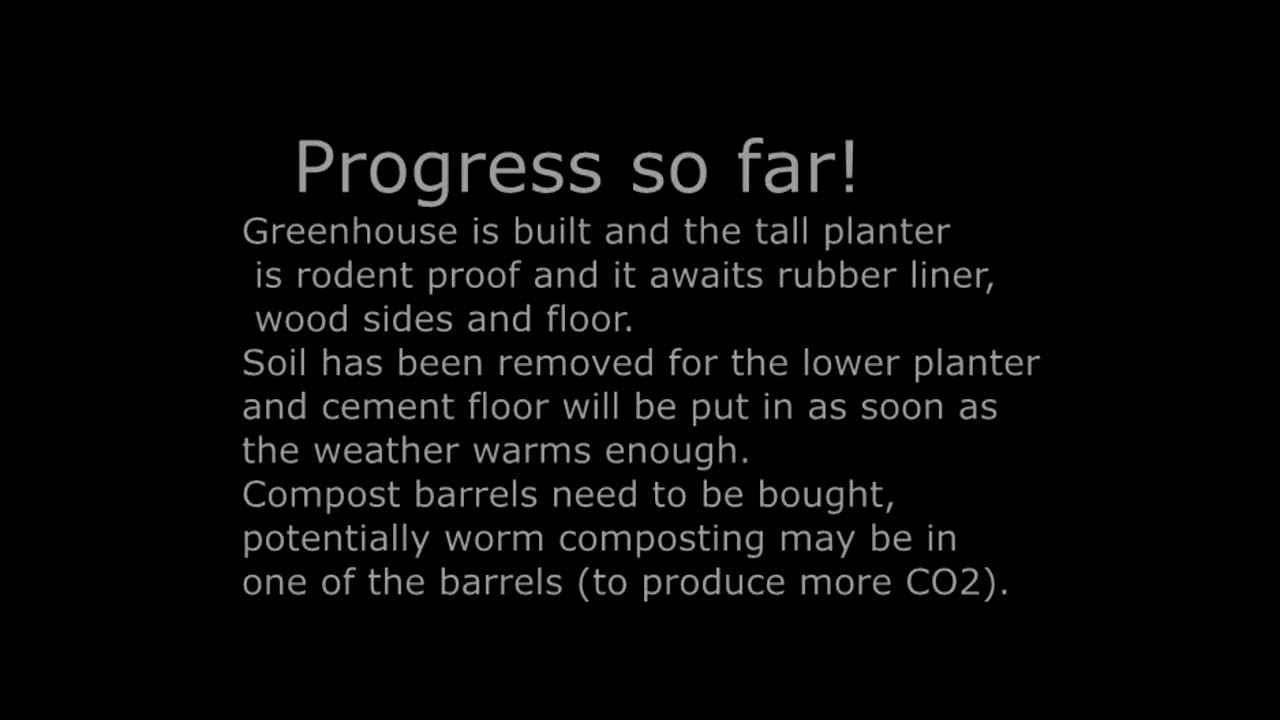 Progress so far!
Greenhouse is built and the tall planter
is rodent proof and it awaits rubber liner,
wood sides and floor.
Soil has been removed for the lower planter
and cement floor will be put in as soon as
the weather warms enough.
Compost barrels need to be bought,
potentially worm composting may be in
one of the barrels (to produce more CO2).